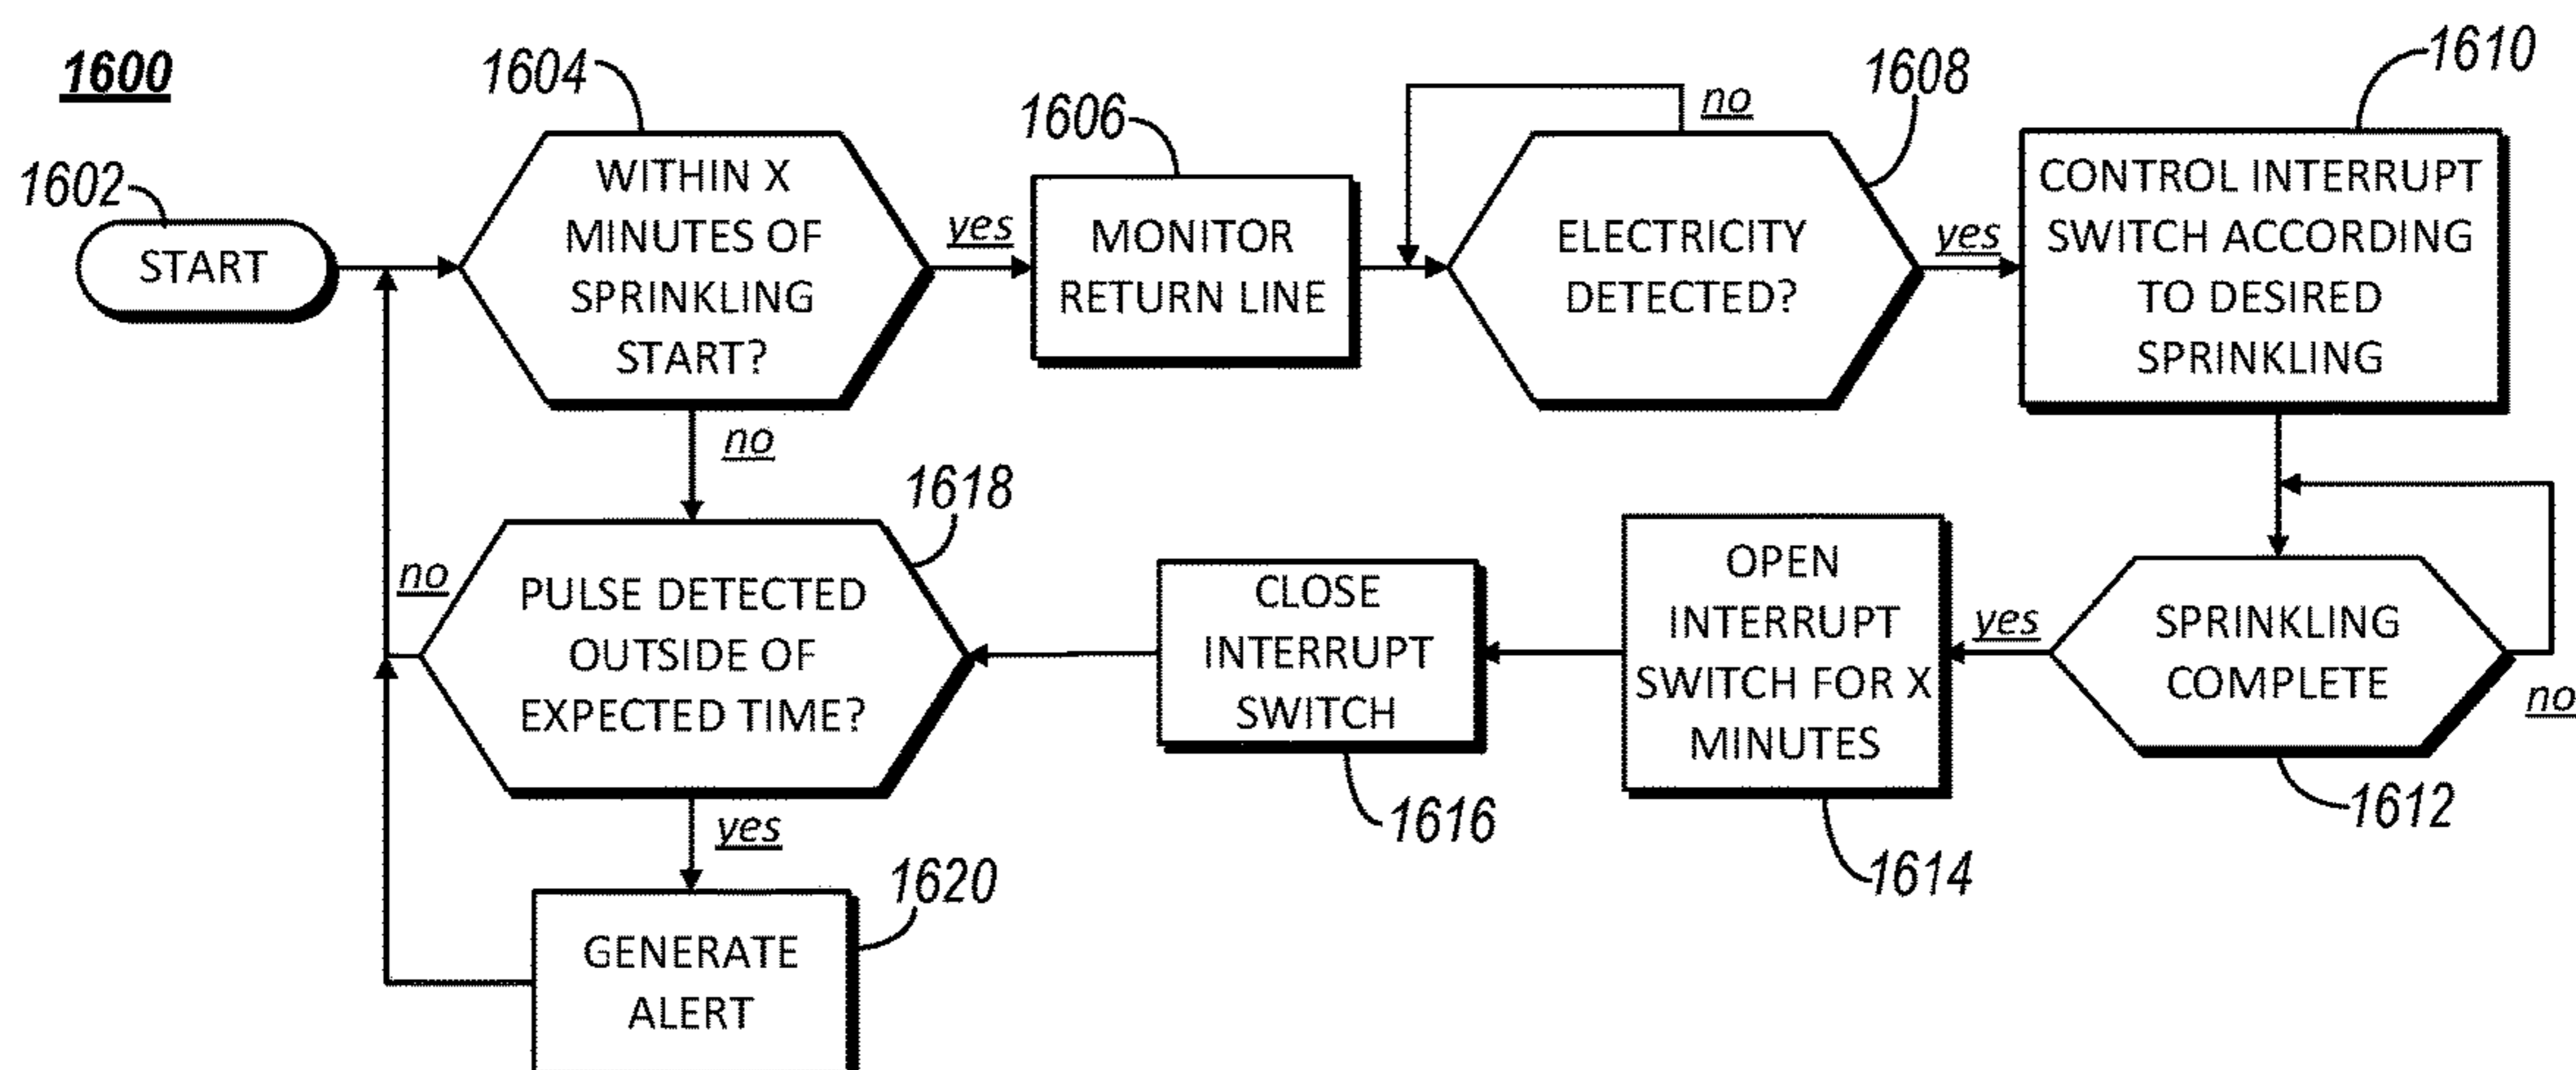 1600
1602
START
1604
WITHIN X
MINUTES OF
SPRINKLING
START?
yes
no
1606
MONITOR
RETURN LINE
1608
no
ELECTRICITY
DETECTED?
yes
1610
CONTROL INTERRUPT
SWITCH ACCORDING
TO DESIRED
SPRINKLING
1618
no
PULSE DETECTED
OUTSIDE OF
EXPECTED TIME?
yes
CLOSE
INTERRUPT
SWITCH
1616
OPEN
INTERRUPT
SWITCH FOR X
MINUTES
1614
yes
SPRINKLING
COMPLETE
no
1612
1620
GENERATE
ALERT